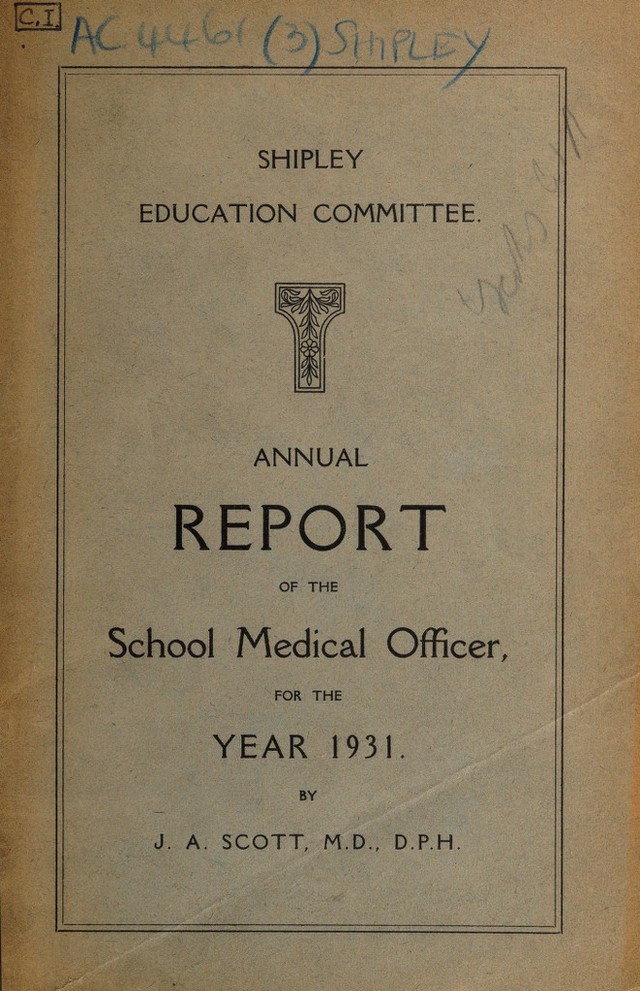 C.I.
AC 4461 (3) SHIPLEY
SHIPLEY
EDUCATION COMMITTEE.
ANNUAL
REPORT
OF THE
School Medical Officer,
FOR THE
YEAR 1931.
BY
J. A. SCOTT, M.D., D.P.H.